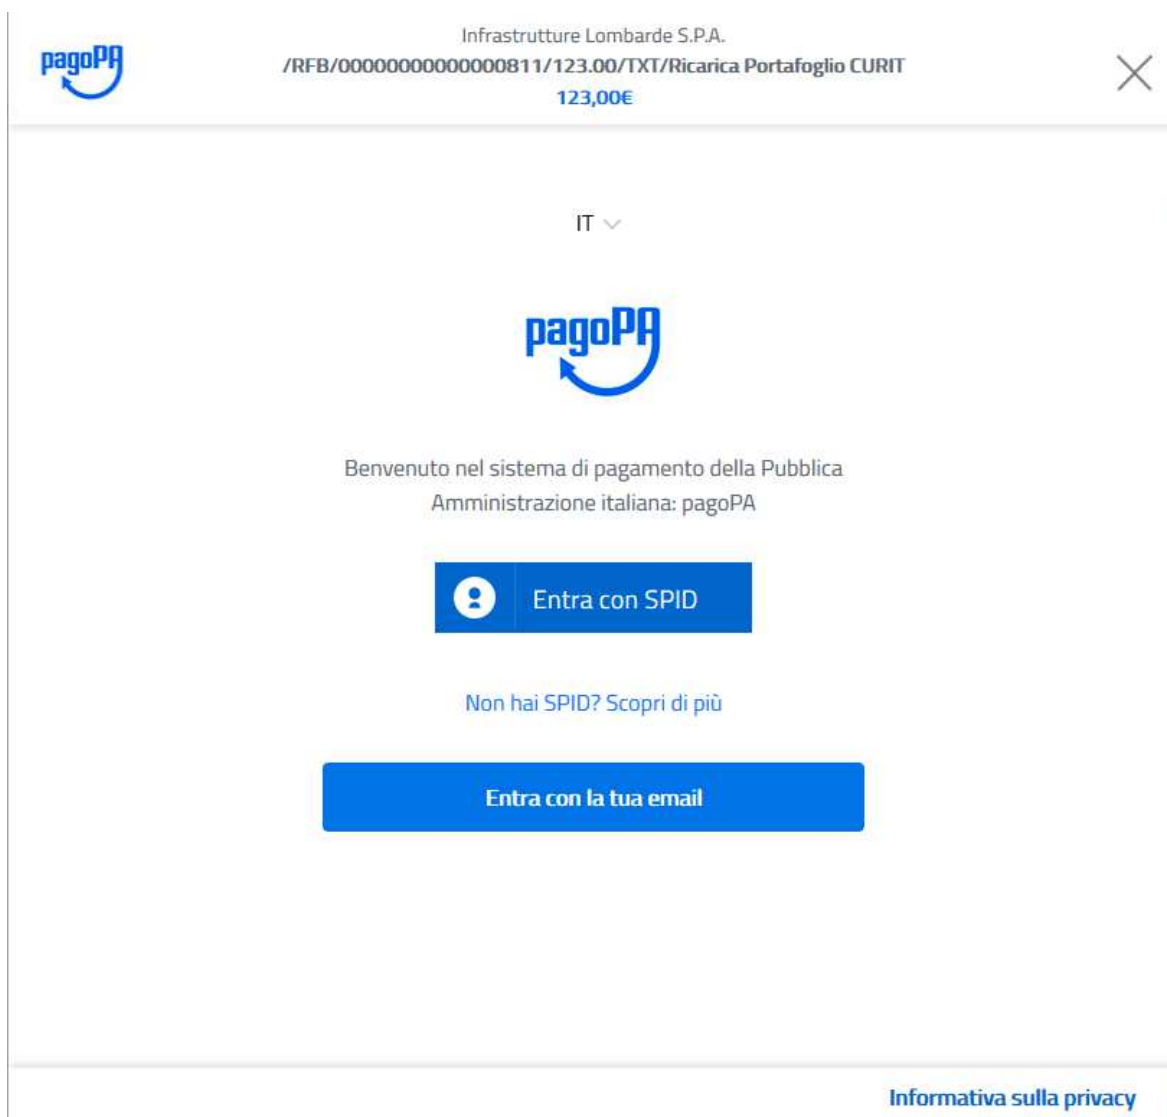 pagoPA
Infrastrutture Lombarde S.P.A.
/RFB/00000000000000811/123.00/TXT/Ricarica Portafoglio CURIT
123,00€
IT
pagoPA
Benvenuto nel sistema di pagamento della Pubblica
Amministrazione italiana: pagoPA
Entra con SPID
Non hai SPID? Scopri di più
Entra con la tua email
Informativa sulla privacy